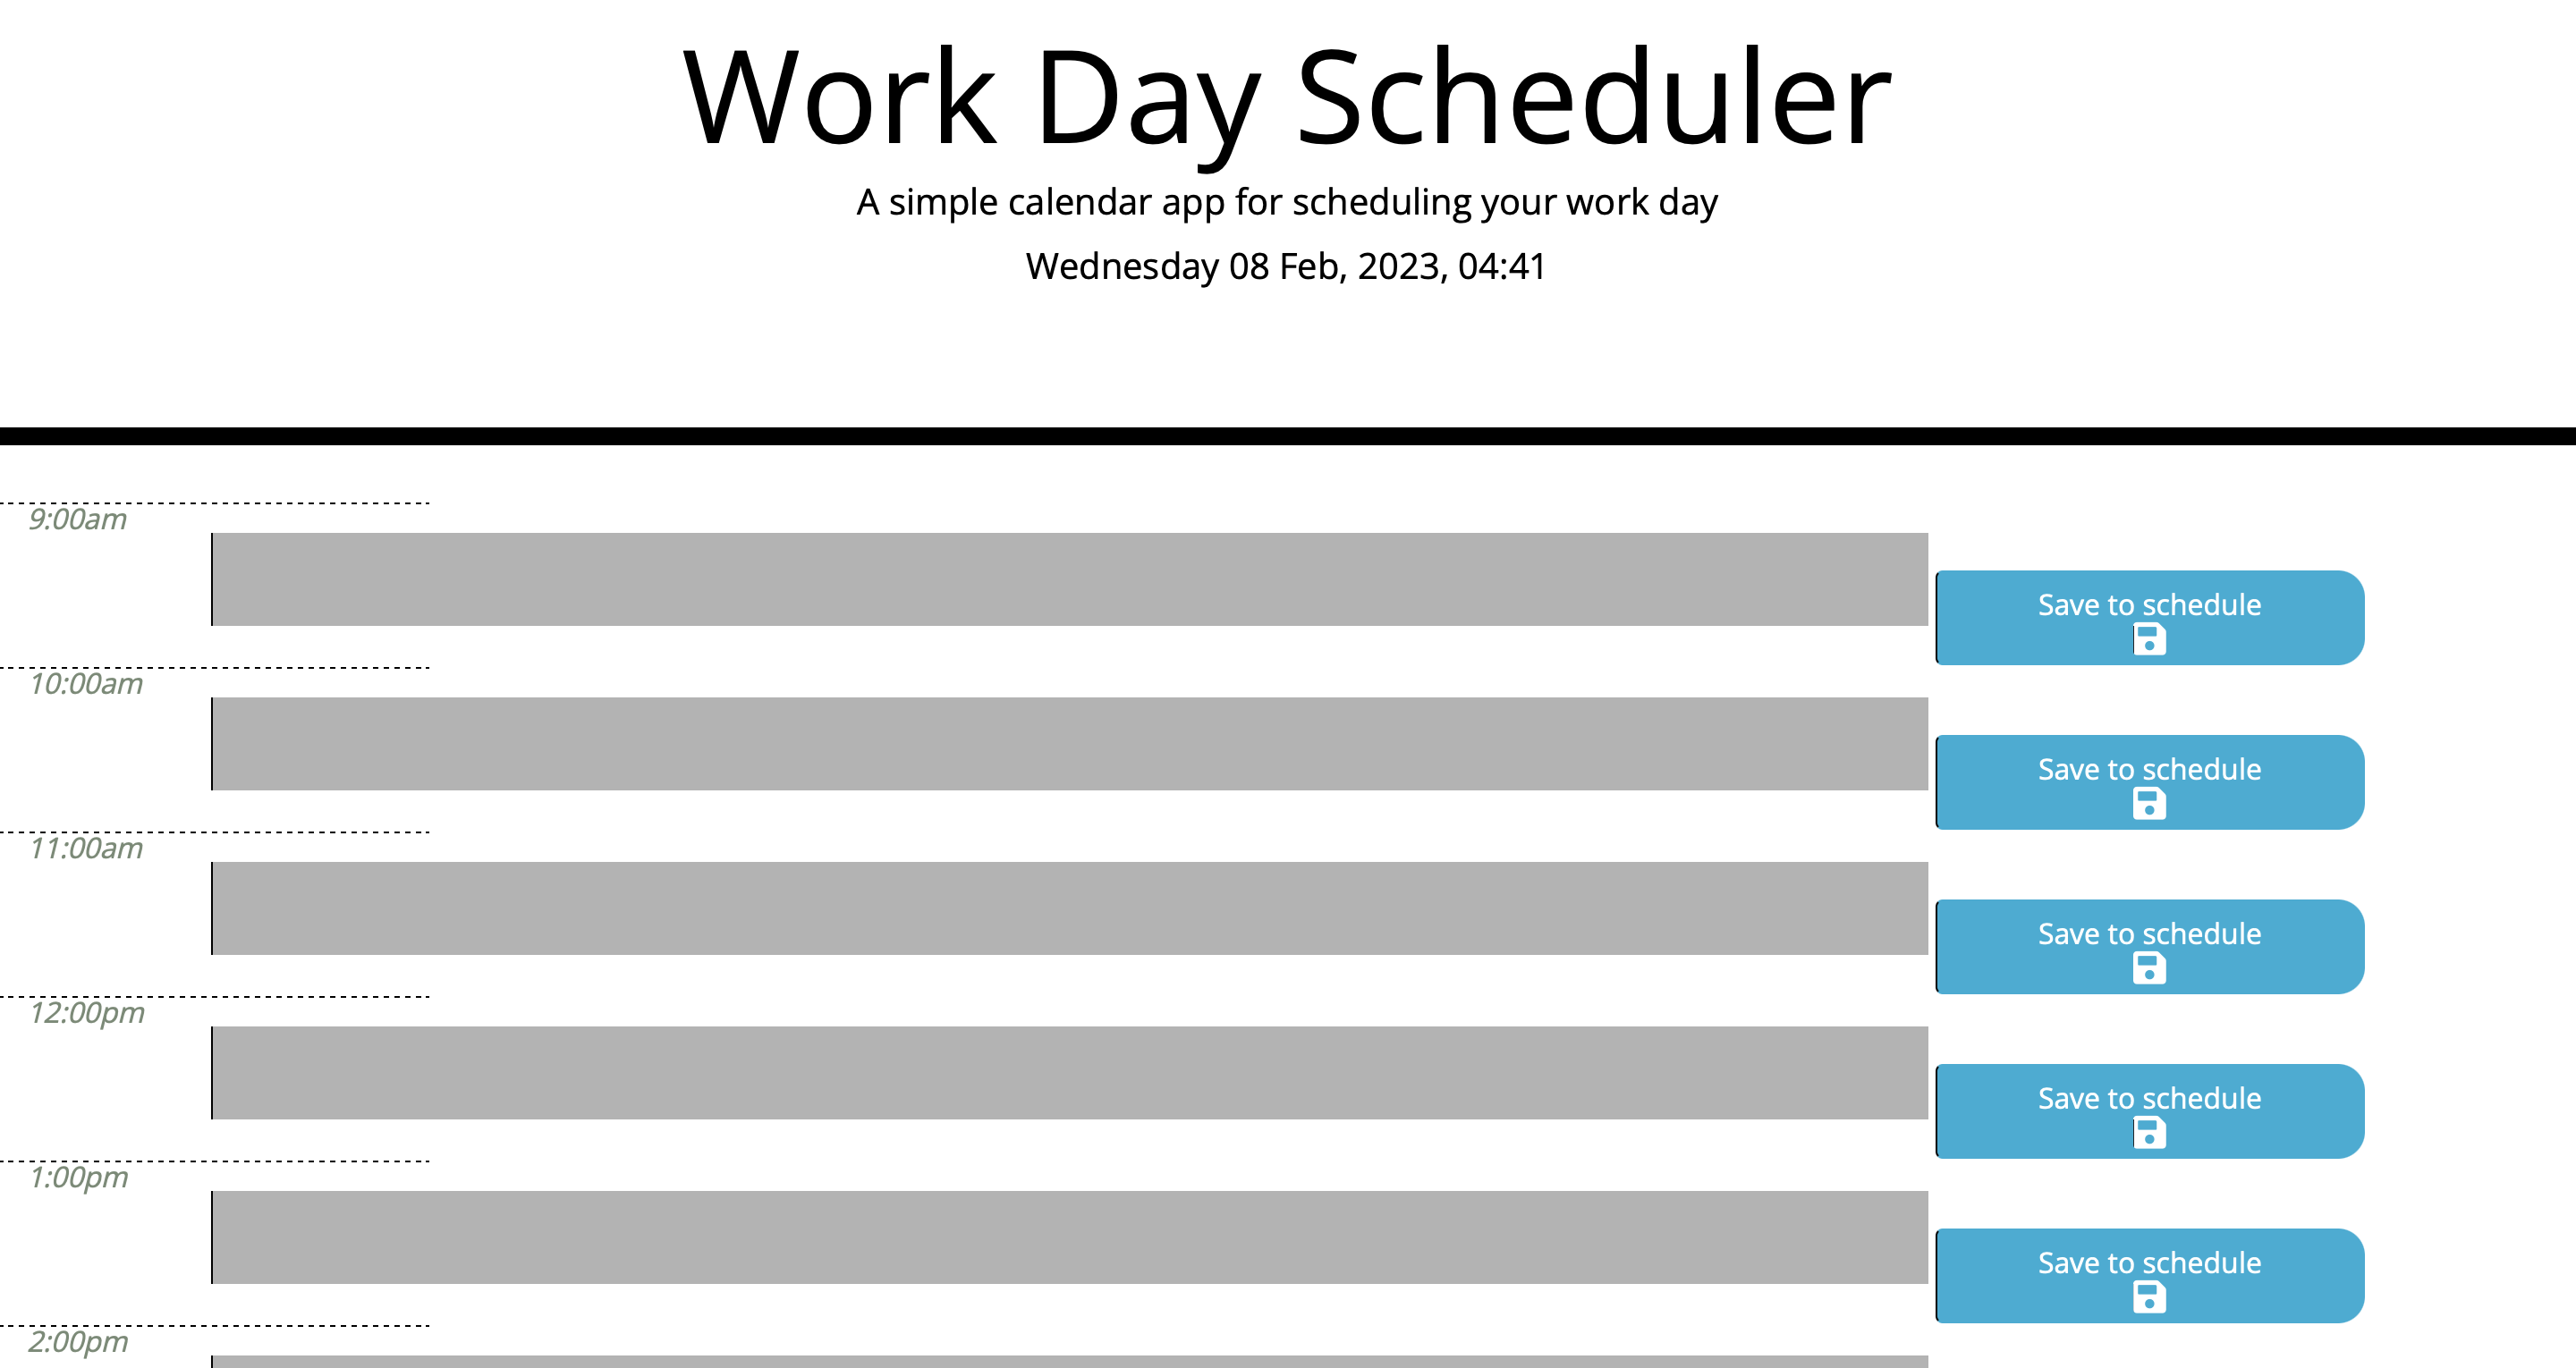 Work Day Scheduler
A simple calendar app for scheduling your work day
Wednesday 08 Feb, 2023, 04:41
9:00am
Save to schedule
10:00am
Save to schedule
11:00am
Save to schedule
12:00pm
Save to schedule
1:00pm
Save to schedule
2:00pm